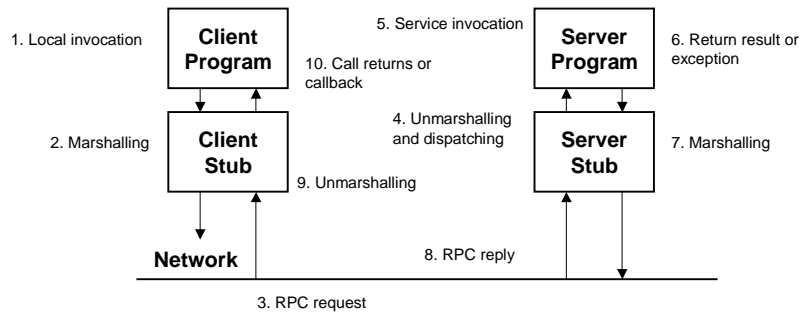 1. Local invocation
Client
Program
5. Service invocation
Server
Program
6. Return result or
exception
10. Call returns or
callback
2. Marshalling
Client
Stub
4. Unmarshalling
and dispatching
Server
Stub
7. Marshalling
9. Unmarshalling
Network
8. RPC reply
3. RPC request